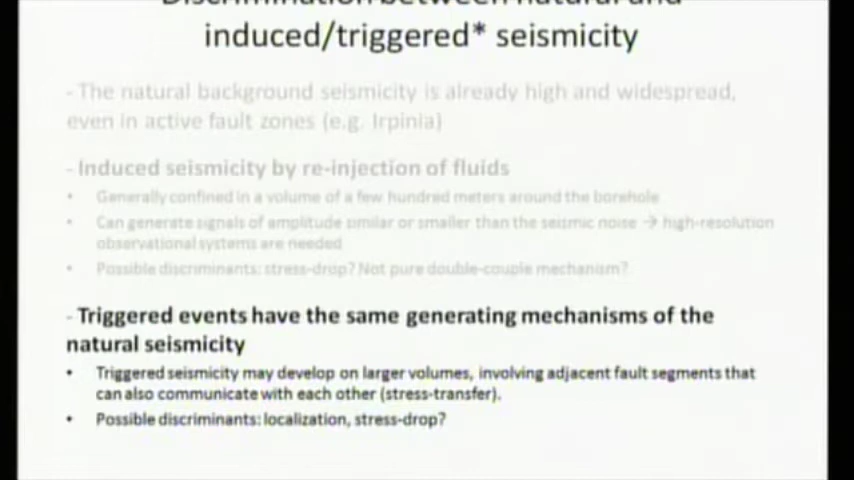 Discrimination between natural and
induced/triggered* seismicity
- The natural background seismicity is already high and widespread,
even in active fault zones (e.g. Irpinia)
- Induced seismicity by re-injection of fluids
• Generally confined in a volume of a few hundred meters around the borehole
• Can generate signals of amplitude similar or smaller than the seismic noise → high-resolution
observational systems are needed
• Possible discriminants: stress-drop? Not pure double-couple mechanism?
- Triggered events have the same generating mechanisms of the
natural seismicity
• Triggered seismicity may develop on larger volumes, involving adjacent fault segments that
can also communicate with each other (stress-transfer).
• Possible discriminants: localization, stress-drop?